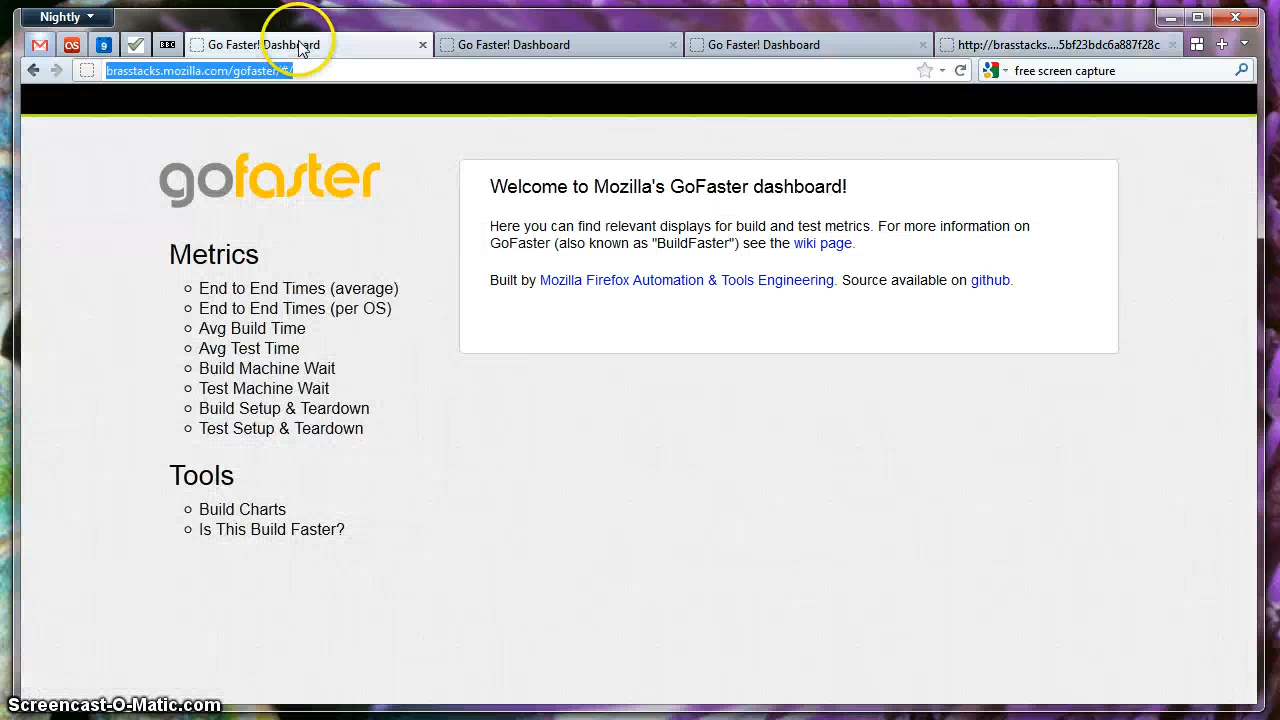 Nightly
OS
9
BBC
Go Faster! Dashboard
Go Faster! Dashboard
Go Faster! Dashboard
http://brasstacks....5bf23bdc6a887f28c
brasstacks.mozilla.com/gofaster/#/
free screen capture
gofaster
Welcome to Mozilla's GoFaster dashboard!
Here you can find relevant displays for build and test metrics. For more information on
GoFaster (also known as "BuildFaster") see the wiki page.
Built by Mozilla Firefox Automation & Tools Engineering. Source available on github.
Metrics
End to End Times (average)
End to End Times (per OS)
Avg Build Time
Avg Test Time
Build Machine Wait
Test Machine Wait
Build Setup & Teardown
Test Setup & Teardown
Tools
Build Charts
Is This Build Faster?
Screencast-O-Matic.com